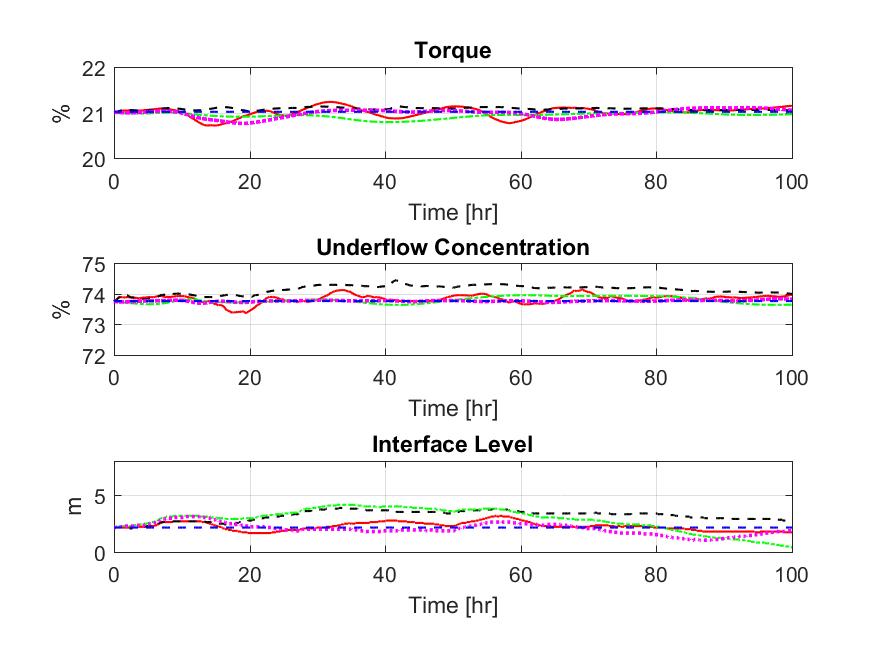 Torque
22
21
20
%
0 20 40 60 80 100
Time [hr]
Underflow Concentration
75
74
73
72
%
0 20 40 60 80 100
Time [hr]
Interface Level
5
0
m
0 20 40 60 80 100
Time [hr]